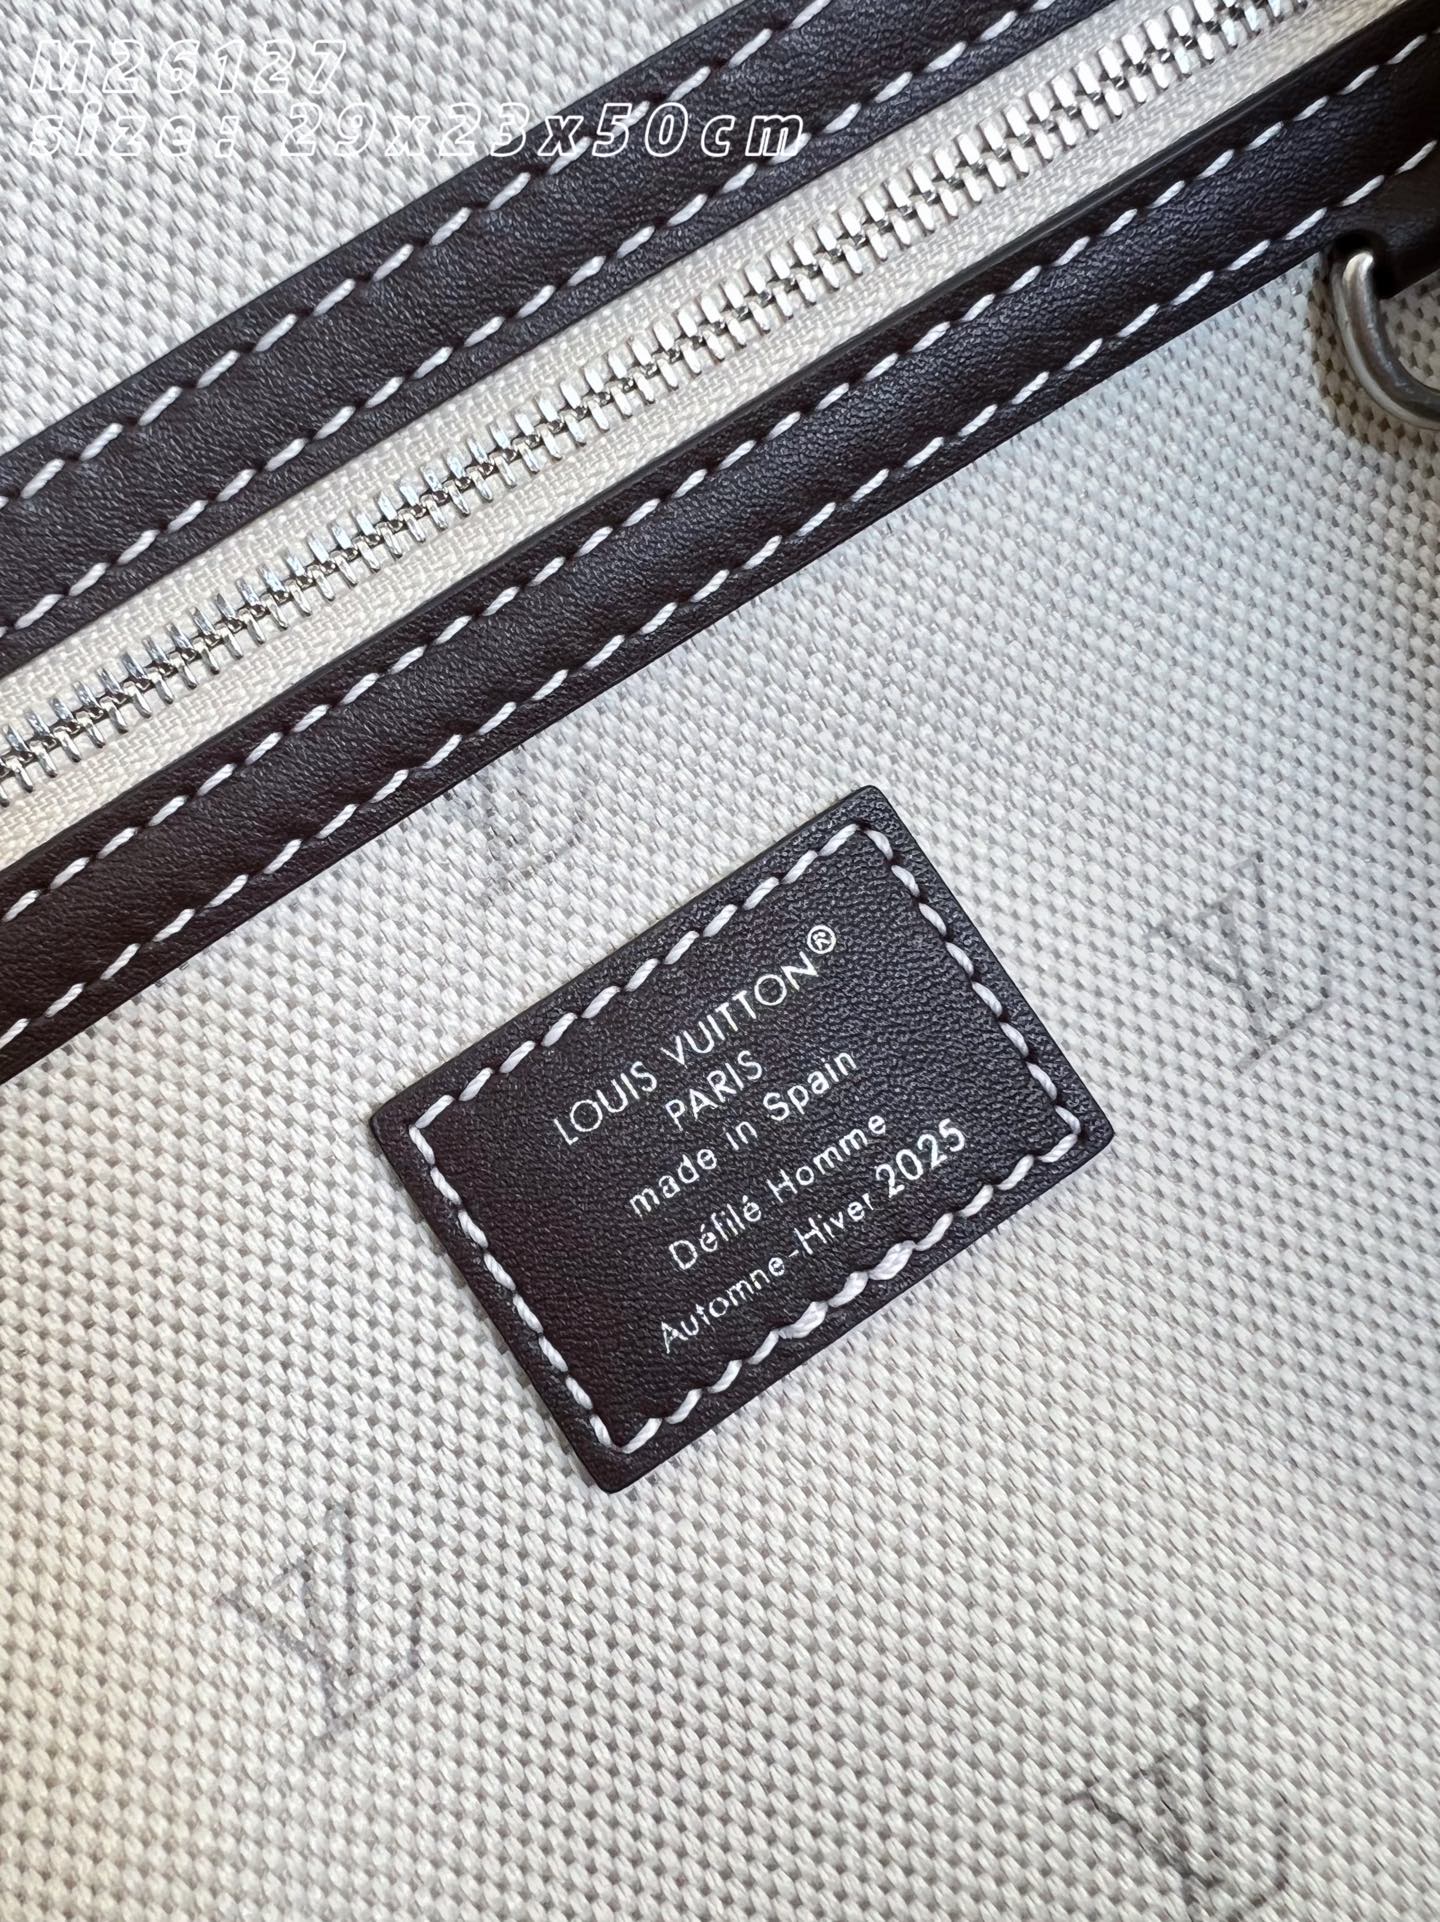 M26127
size: 29x23x50cm
LOUIS VUITTON®
PARIS
made in Spain
Défilé Homme
Automne-Hiver 2025